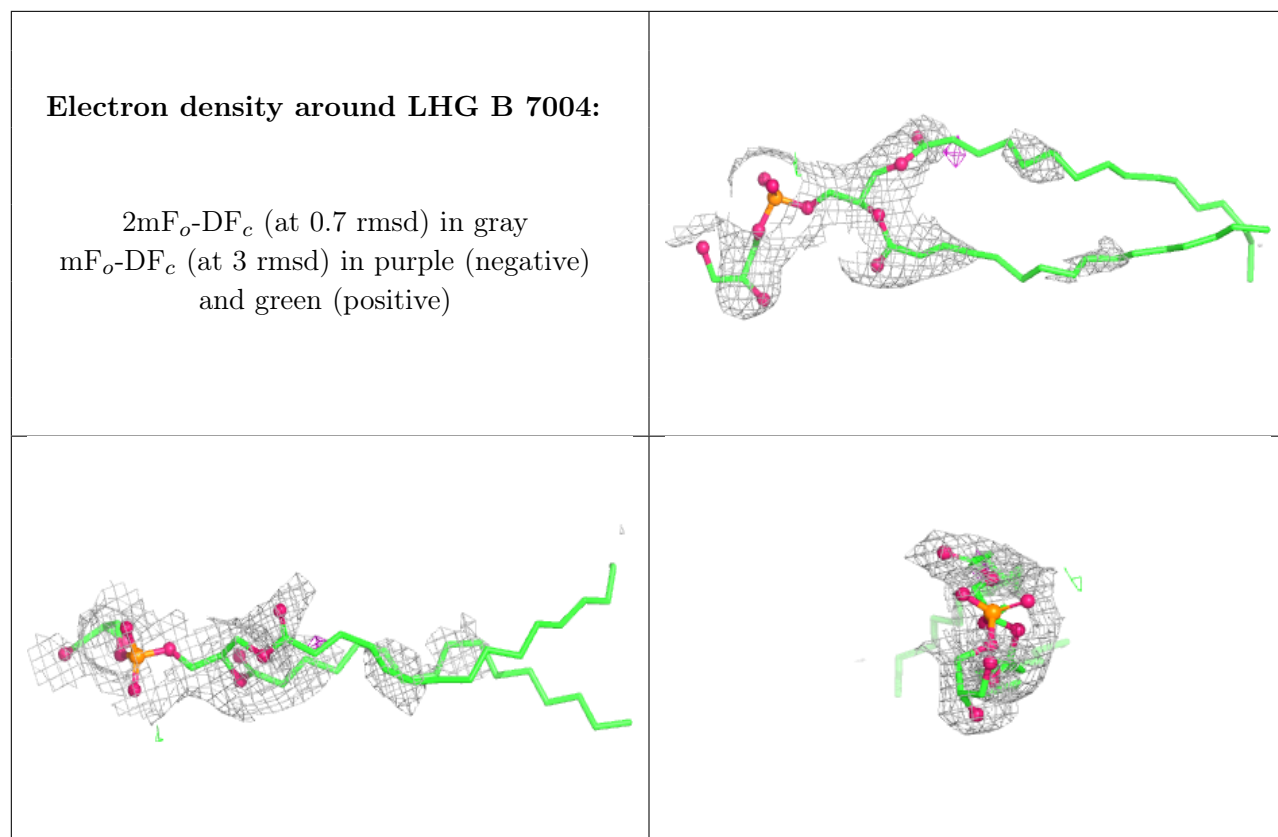 Electron density around LHG B 7004:
2mFo-DFc (at 0.7 rmsd) in gray
mFo-DFc (at 3 rmsd) in purple (negative)
and green (positive)